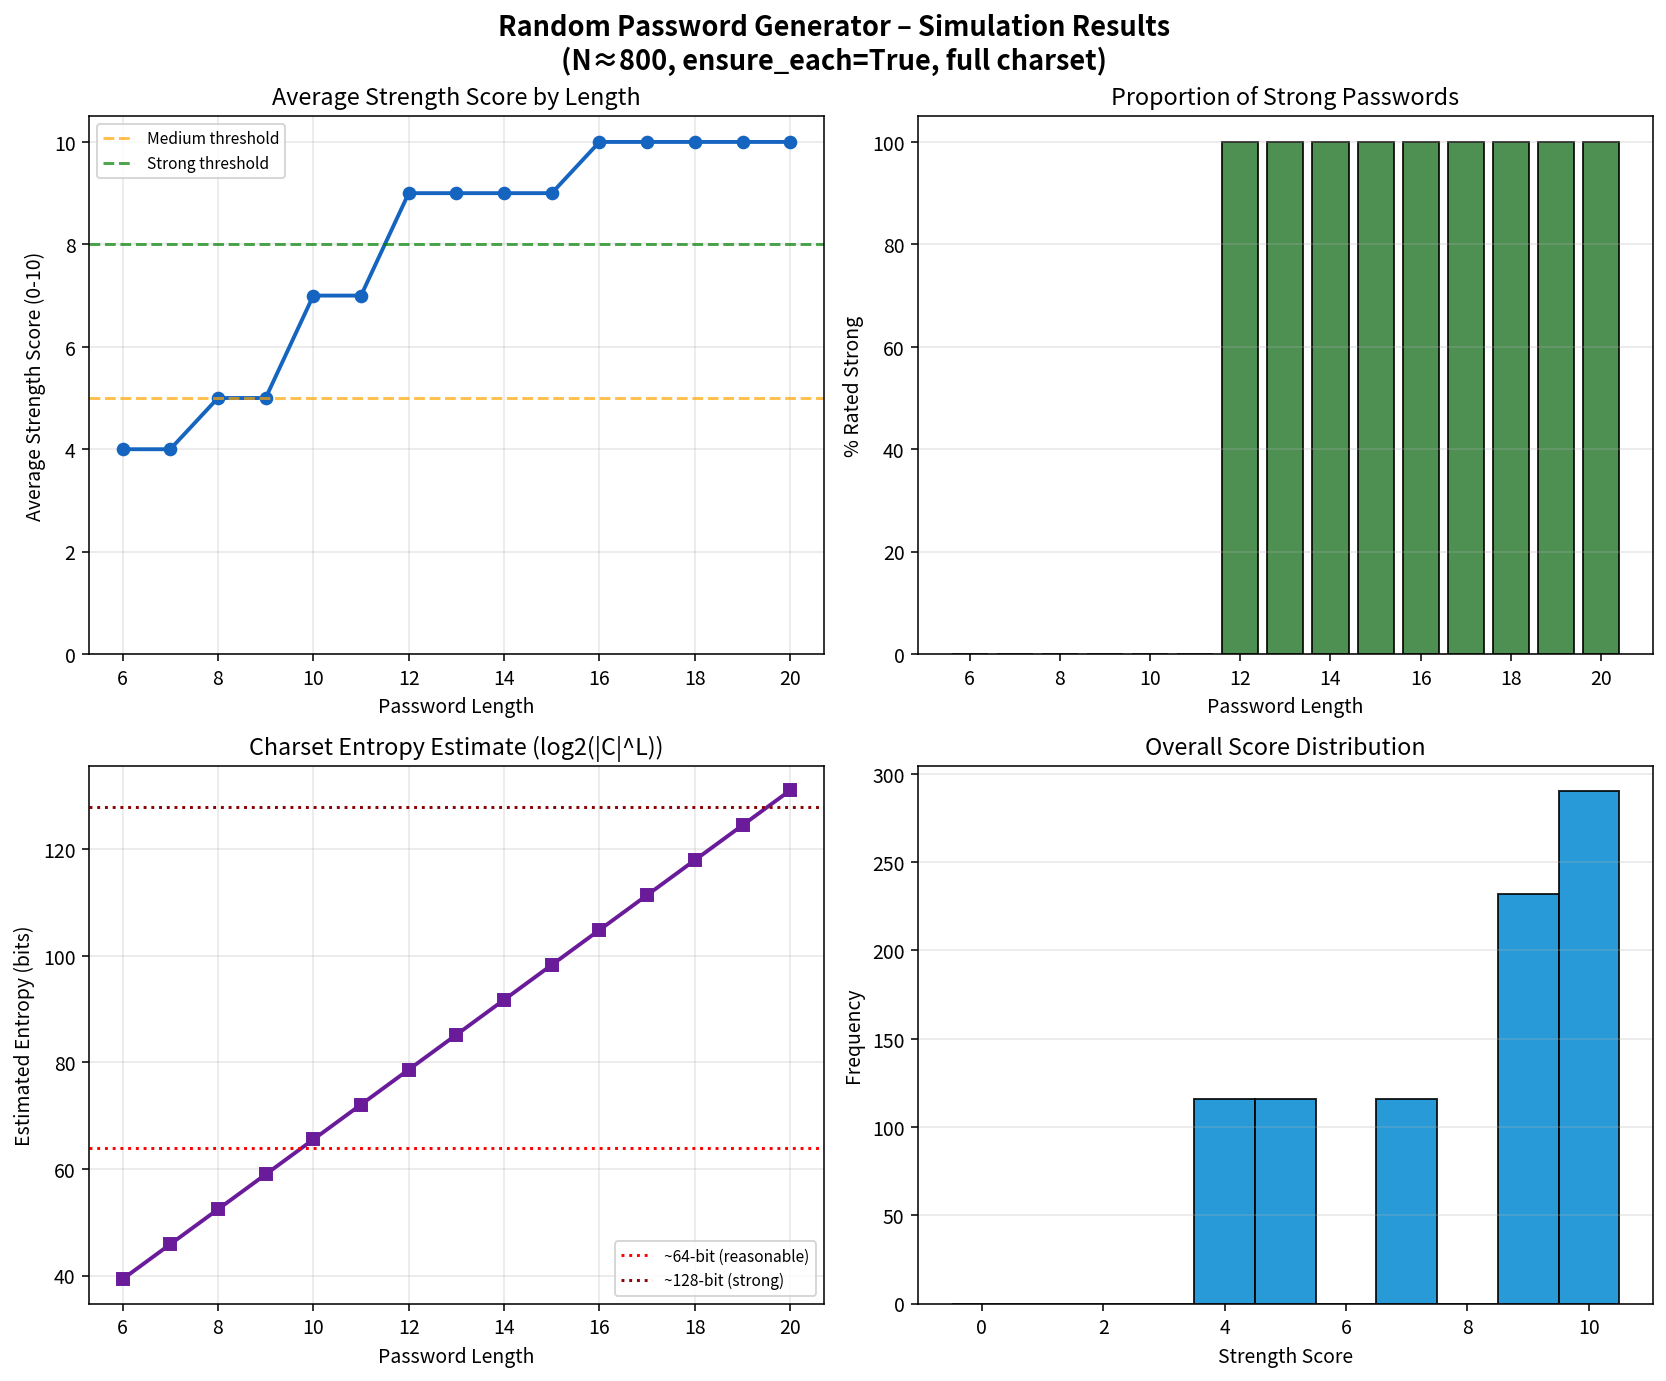 Random Password Generator – Simulation Results
(N≈800, ensure_each=True, full charset)
Average Strength Score by Length
Medium threshold
Strong threshold
Average Strength Score (0-10)
10
8
6
4
2
0
6 8 10 12 14 16 18 20
Password Length
Proportion of Strong Passwords
% Rated Strong
100
80
60
40
20
0
6 8 10 12 14 16 18 20
Password Length
Charset Entropy Estimate (log2(|C|^L))
Estimated Entropy (bits)
120
100
80
60
40
~64-bit (reasonable)
~128-bit (strong)
6 8 10 12 14 16 18 20
Password Length
Overall Score Distribution
Frequency
300
250
200
150
100
50
0
0 2 4 6 8 10
Strength Score